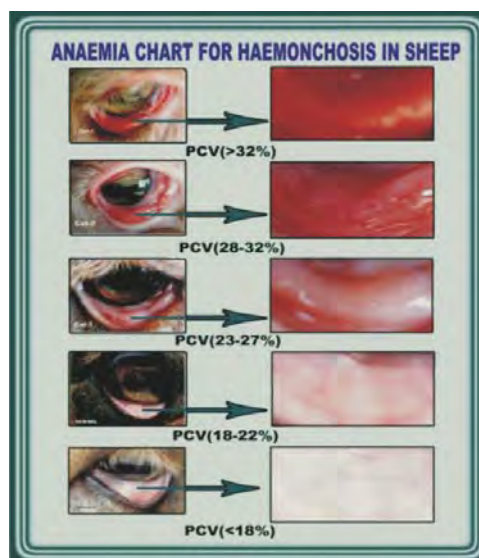 ANAEMIA CHART FOR HAEMONCHOSIS IN SHEEP
PCV(>32%)
PCV(28-32%)
PCV(23-27%)
PCV(18-22%)
PCV(<18%)